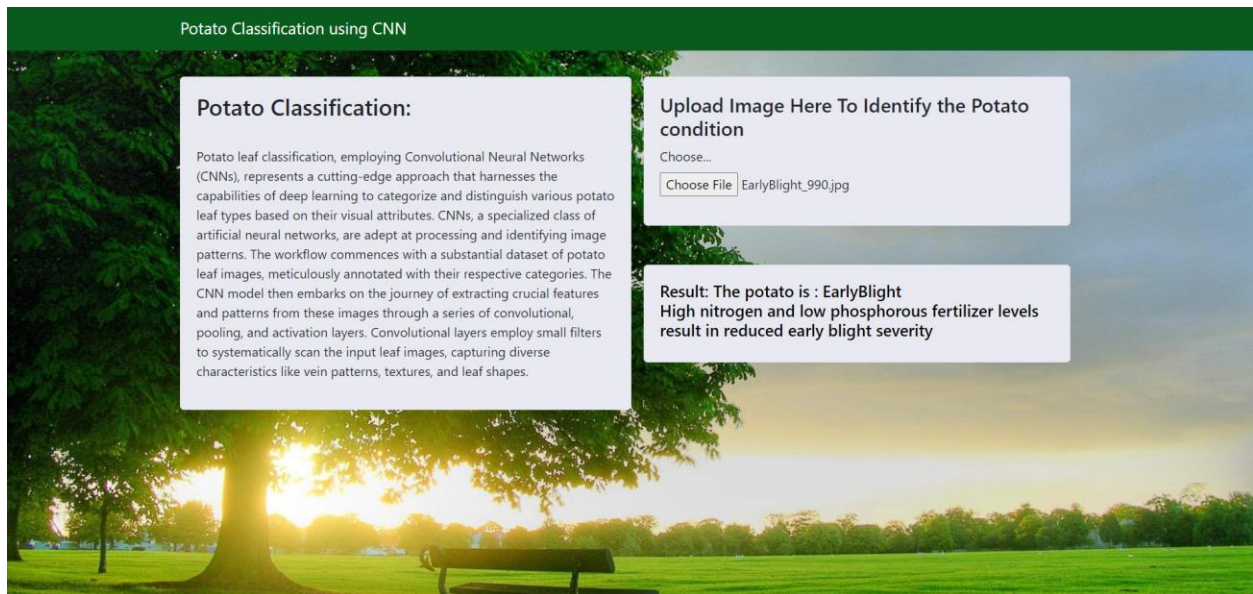 Potato Classification using CNN
Potato Classification:
Potato leaf classification, employing Convolutional Neural Networks
(CNNs), represents a cutting-edge approach that harnesses the
capabilities of deep learning to categorize and distinguish various potato
leaf types based on their visual attributes. CNNs, a specialized class of
artificial neural networks, are adept at processing and identifying image
patterns. The workflow commences with a substantial dataset of potato
leaf images, meticulously annotated with their respective categories. The
CNN model then embarks on the journey of extracting crucial features
and patterns from these images through a series of convolutional,
pooling, and activation layers. Convolutional layers employ small filters
to systematically scan the input leaf images, capturing diverse
characteristics like vein patterns, textures, and leaf shapes.
Upload Image Here To Identify the Potato
condition
Choose...
Choose File EarlyBlight_990.jpg
Result: The potato is : EarlyBlight
High nitrogen and low phosphorous fertilizer levels
result in reduced early blight severity